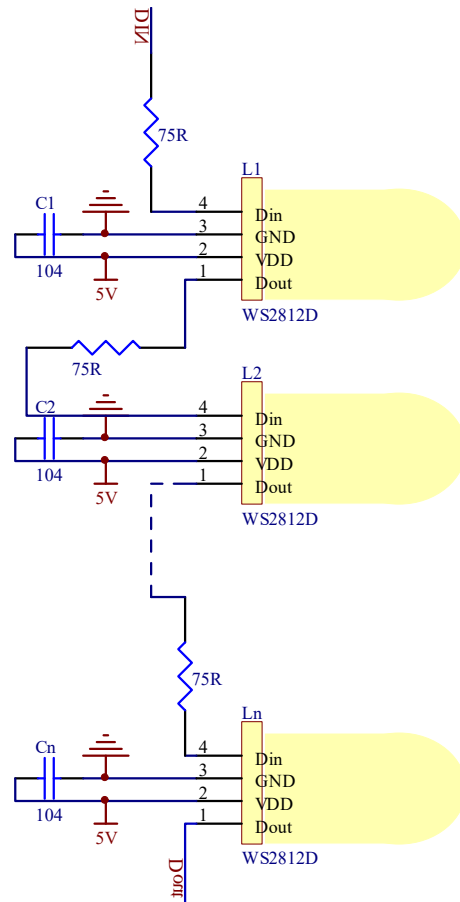 DIN
75R
L1
C1
4
Din
3
GND
2
VDD
104
1
Dout
5V
WS2812D
75R
L2
C2
4
Din
3
GND
2
VDD
104
1
Dout
5V
WS2812D
75R
Ln
Cn
4
Din
3
GND
2
VDD
104
1
Dout
5V
WS2812D
Dout